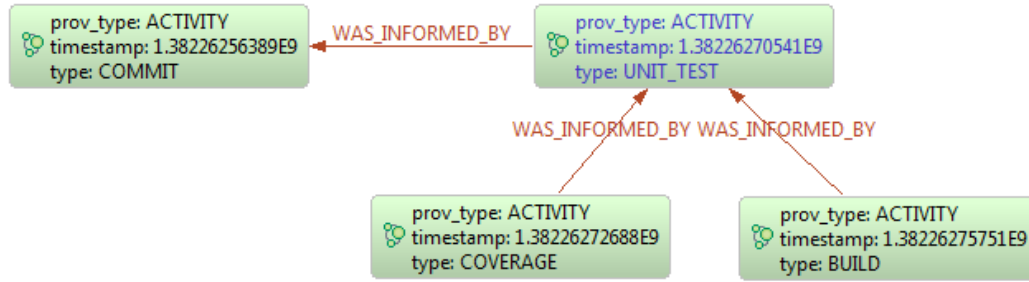 prov_type: ACTIVITY
timestamp: 1.38226256389E9
type: COMMIT
WAS_INFORMED_BY
prov_type: ACTIVITY
timestamp: 1.38226270541E9
type: UNIT_TEST
WAS_INFORMED_BY
WAS_INFORMED_BY
prov_type: ACTIVITY
timestamp: 1.38226272688E9
type: COVERAGE
prov_type: ACTIVITY
timestamp: 1.38226275751E9
type: BUILD